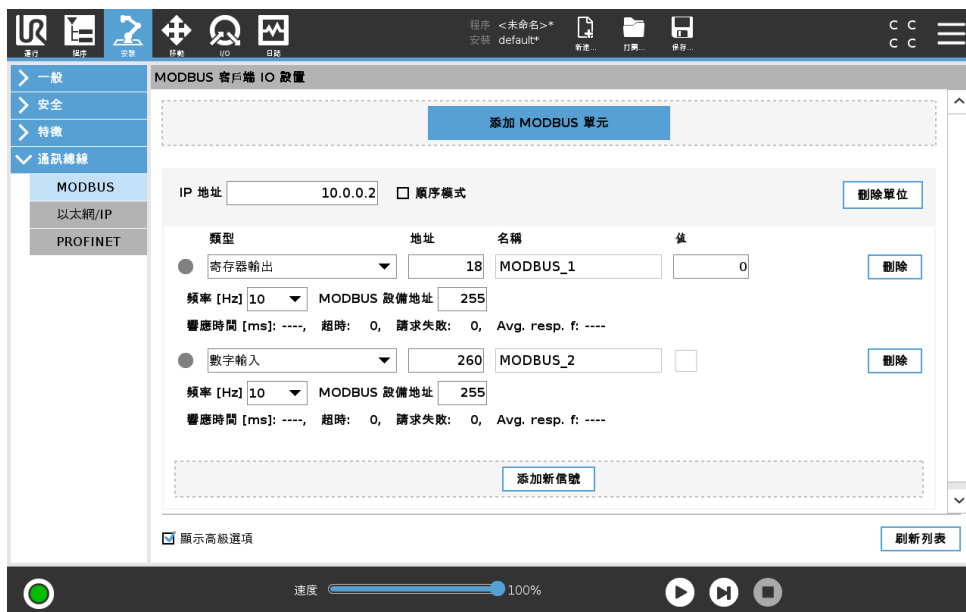 UR
程序 <未命名>*
安裝 default*
運行 程序 安裝 移動 I/O 日誌 新建... 打開... 保存...
C C
C C
一般
安全
特徵
通訊總線
MODBUS
以太網/IP
PROFINET
MODBUS 客戶端 IO 設置
添加 MODBUS 單元
IP 地址 10.0.0.2 順序模式 刪除單位
類型 地址 名稱 值
寄存器輸出 18 MODBUS_1 0 刪除
頻率 [Hz] 10 MODBUS 設備地址 255
響應時間 [ms]: ----, 超時: 0, 請求失敗: 0, Avg. resp. f: ----
數字輸入 260 MODBUS_2 刪除
頻率 [Hz] 10 MODBUS 設備地址 255
響應時間 [ms]: ----, 超時: 0, 請求失敗: 0, Avg. resp. f: ----
添加新信號
顯示高級選項 刷新列表
速度 100%